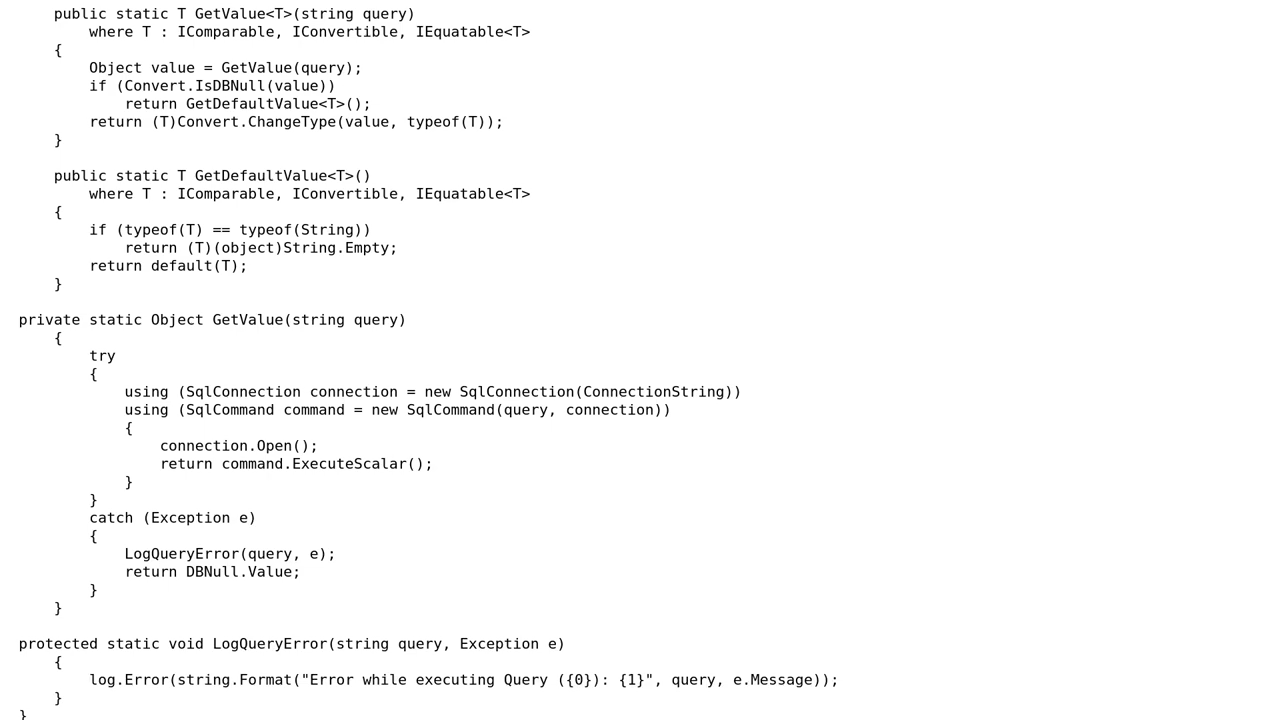 public static T GetValue<T>(string query)
where T : IComparable, IConvertible, IEquatable<T>
{
Object value = GetValue(query);
if (Convert.IsDBNull(value))
return GetDefaultValue<T>();
return (T)Convert.ChangeType(value, typeof(T));
}
public static T GetDefaultValue<T>()
where T : IComparable, IConvertible, IEquatable<T>
{
if (typeof(T) == typeof(String))
return (T)(object)String.Empty;
return default(T);
}
private static Object GetValue(string query)
{
try
{
using (SqlConnection connection = new SqlConnection(ConnectionString))
using (SqlCommand command = new SqlCommand(query, connection))
{
connection.Open();
return command.ExecuteScalar();
}
}
catch (Exception e)
{
LogQueryError(query, e);
return DBNull.Value;
}
}
protected static void LogQueryError(string query, Exception e)
{
log.Error(string.Format("Error while executing Query ({0}): {1}", query, e.Message));
}
}